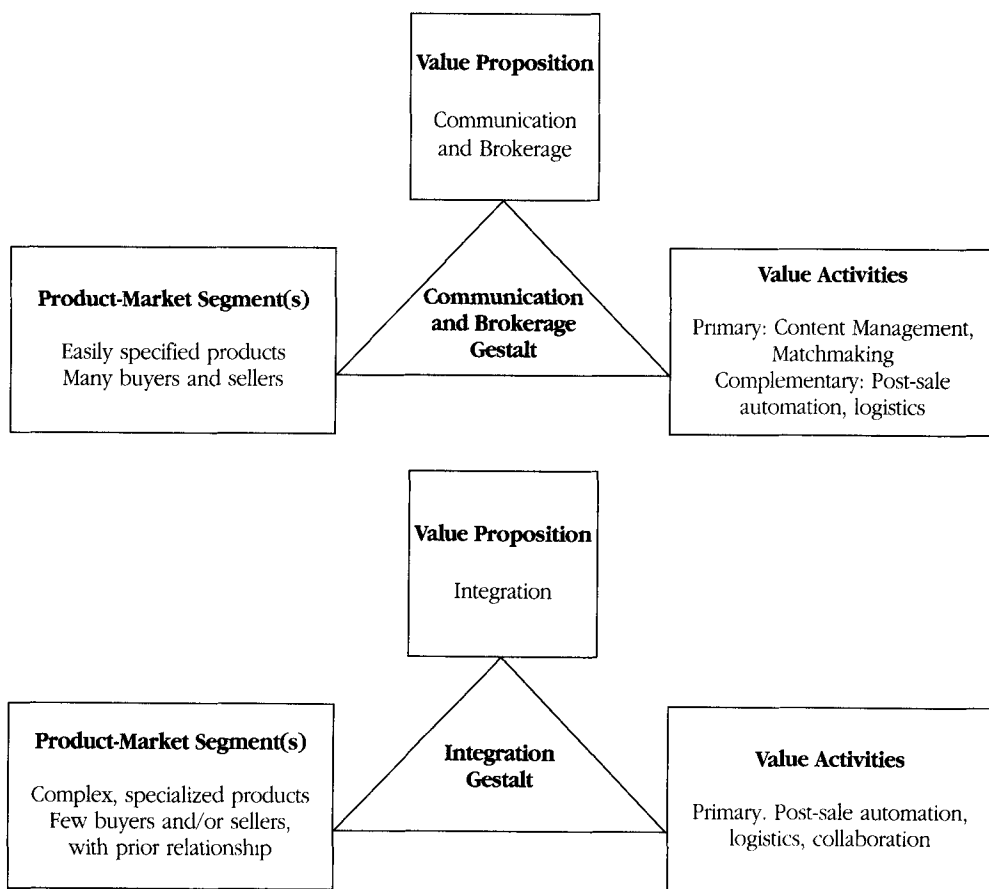 Value Proposition
Communication
and Brokerage
Product-Market Segment(s)
Easily specified products
Many buyers and sellers
Communication
and Brokerage
Gestalt
Value Activities
Primary: Content Management,
Matchmaking
Complementary: Post-sale
automation, logistics
Value Proposition
Integration
Product-Market Segment(s)
Complex, specialized products
Few buyers and/or sellers,
with prior relationship
Integration
Gestalt
Value Activities
Primary. Post-sale automation,
logistics, collaboration